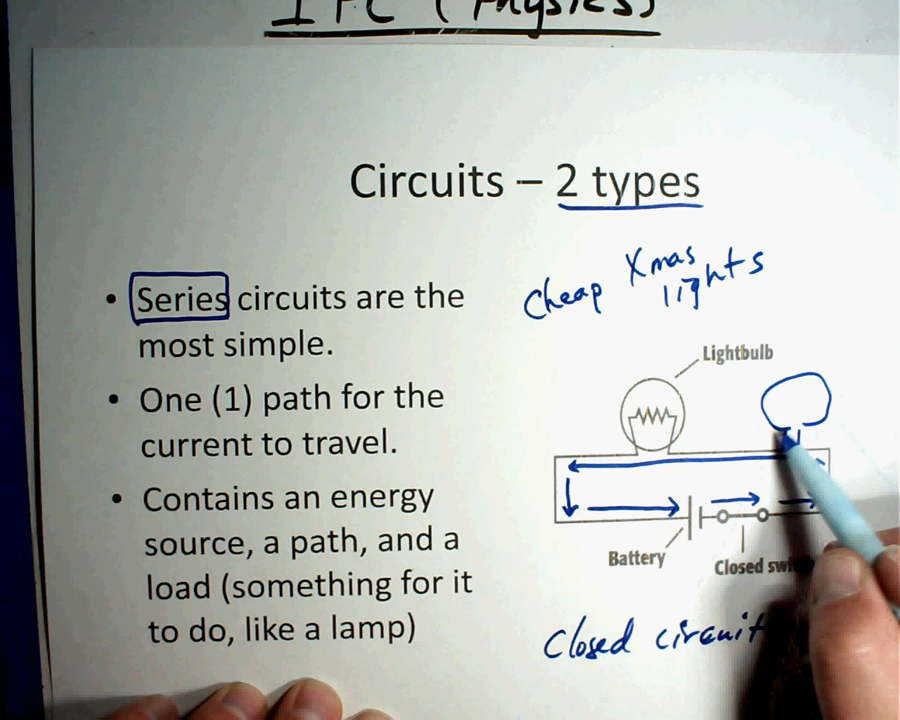 IPC (Physics)
Circuits – 2 types
• Series circuits are the
most simple.
• One (1) path for the
current to travel.
• Contains an energy
source, a path, and a
load (something for it
to do, like a lamp)
Cheap Xmas
lights
Lightbulb
Battery
Closed
Closed circuit